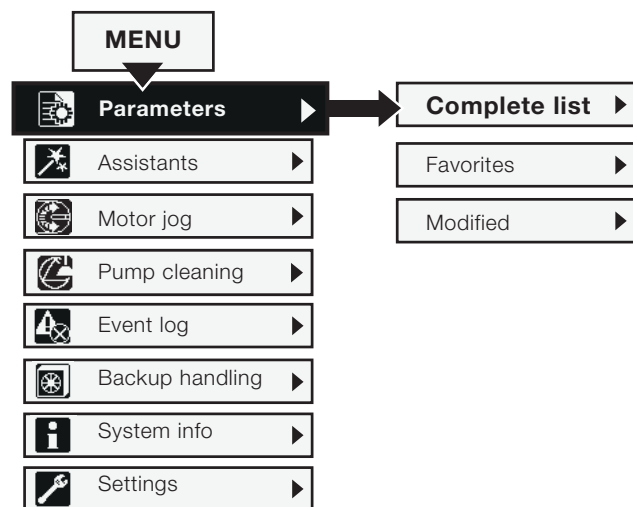 MENU
Parameters
Complete list
Assistants
Favorites
Motor jog
Modified
Pump cleaning
Event log
Backup handling
System info
Settings